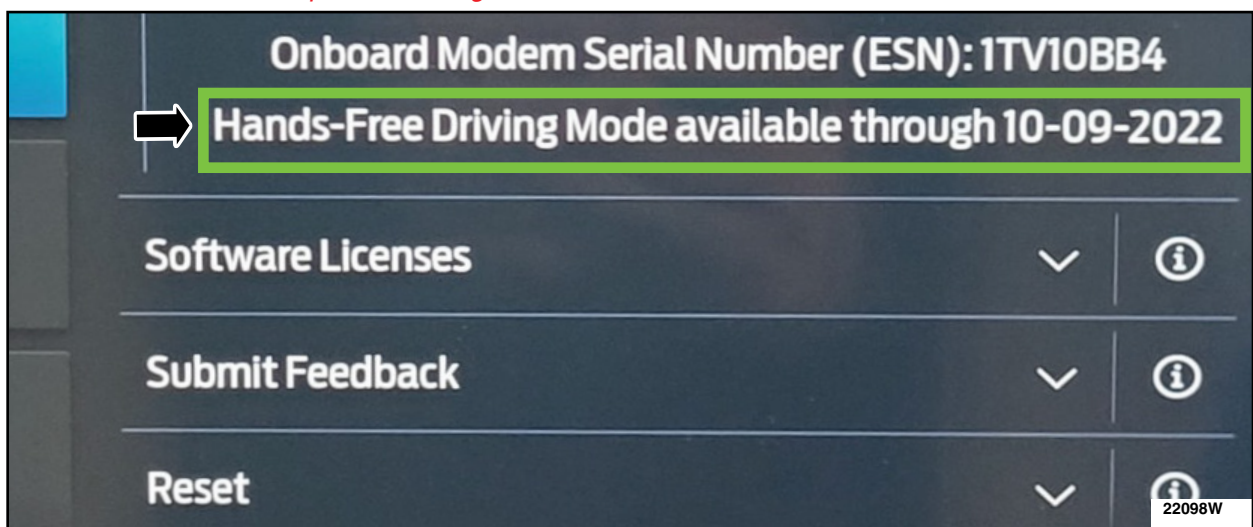 Onboard Modem Serial Number (ESN): 1TV10BB4
Hands-Free Driving Mode available through 10-09-2022
Software Licenses
Submit Feedback
Reset
22098W